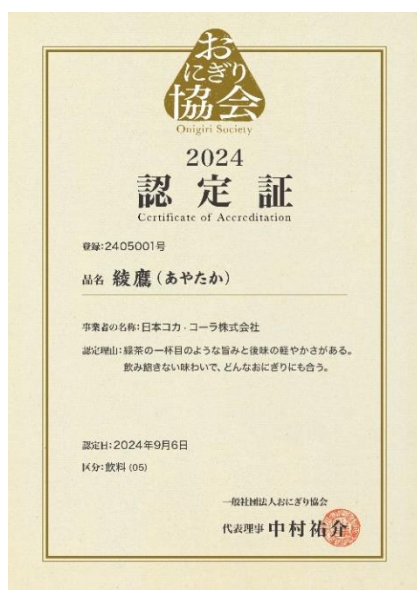 お
にぎり
協会
Onigiri Society
2024
認定証
Certificate of Accreditation
登録:2405001号
品名 綾鷹(あやたか)
事業者の名称:日本コカ・コーラ株式会社
認定理由:緑茶の一杯目のような旨みと後味の軽やかさがある。
飲み飽きない味わいで、どんなおにぎりにも合う。
認定日:2024年9月6日
区分:飲料 (05)
一般社団法人おにぎり協会
代表理事 中村祐介